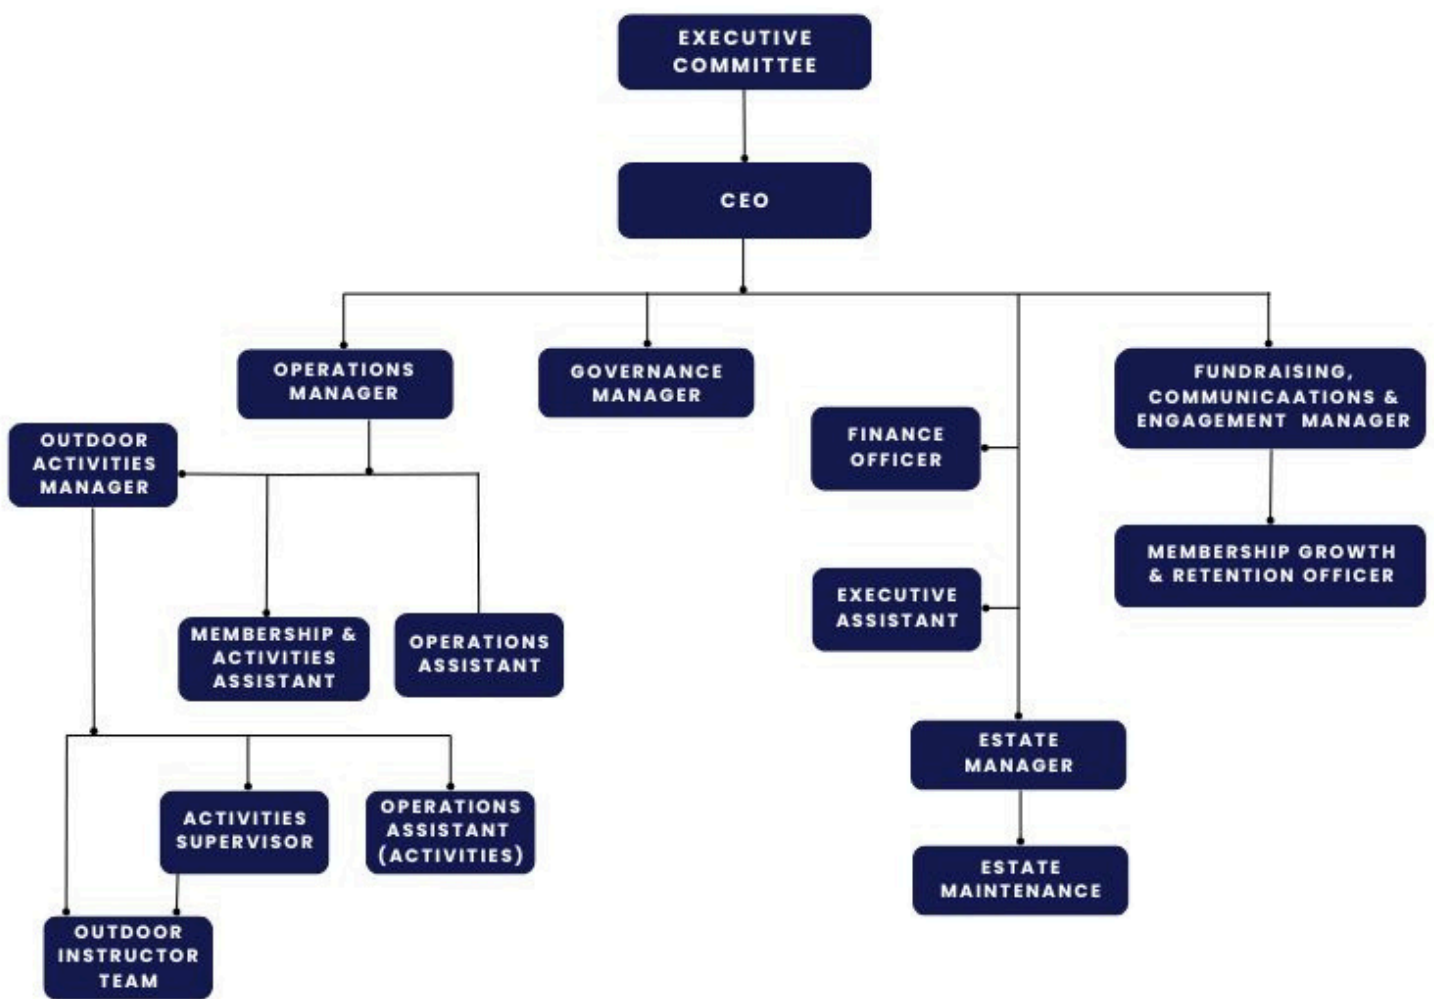 EXECUTIVE
COMMITTEE
CEO
OPERATIONS
MANAGER
GOVERNANCE
MANAGER
FUNDRAISING,
COMMUNICAATIONS &
ENGAGEMENT MANAGER
FINANCE
OFFICER
OUTDOOR
ACTIVITIES
MANAGER
MEMBERSHIP GROWTH
& RETENTION OFFICER
EXECUTIVE
ASSISTANT
MEMBERSHIP &
ACTIVITIES
ASSISTANT
OPERATIONS
ASSISTANT
ESTATE
MANAGER
ACTIVITIES
SUPERVISOR
OPERATIONS
ASSISTANT
(ACTIVITIES)
ESTATE
MAINTENANCE
OUTDOOR
INSTRUCTOR
TEAM